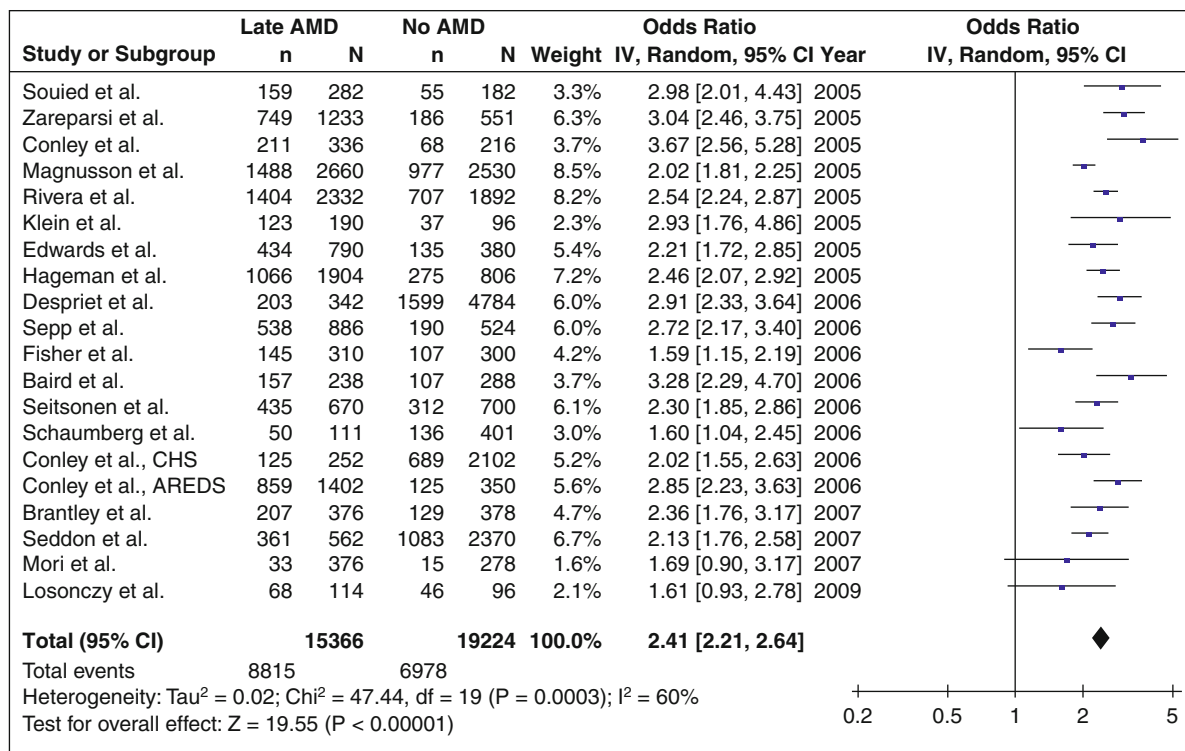 Late AMD No AMD Odds Ratio Odds Ratio
Study or Subgroup n N n N Weight IV, Random, 95% CI Year IV, Random, 95% CI
Souied et al. 159 282 55 182 3.3% 2.98 [2.01, 4.43] 2005
Zareparsi et al. 749 1233 186 551 6.3% 3.04 [2.46, 3.75] 2005
Conley et al. 211 336 68 216 3.7% 3.67 [2.56, 5.28] 2005
Magnusson et al. 1488 2660 977 2530 8.5% 2.02 [1.81, 2.25] 2005
Rivera et al. 1404 2332 707 1892 8.2% 2.54 [2.24, 2.87] 2005
Klein et al. 123 190 37 96 2.3% 2.93 [1.76, 4.86] 2005
Edwards et al. 434 790 135 380 5.4% 2.21 [1.72, 2.85] 2005
Hageman et al. 1066 1904 275 806 7.2% 2.46 [2.07, 2.92] 2005
Despriet et al. 203 342 1599 4784 6.0% 2.91 [2.33, 3.64] 2006
Sepp et al. 538 886 190 524 6.0% 2.72 [2.17, 3.40] 2006
Fisher et al. 145 310 107 300 4.2% 1.59 [1.15, 2.19] 2006
Baird et al. 157 238 107 288 3.7% 3.28 [2.29, 4.70] 2006
Seitsonen et al. 435 670 312 700 6.1% 2.30 [1.85, 2.86] 2006
Schaumberg et al. 50 111 136 401 3.0% 1.60 [1.04, 2.45] 2006
Conley et al., CHS 125 252 689 2102 5.2% 2.02 [1.55, 2.63] 2006
Conley et al., AREDS 859 1402 125 350 5.6% 2.85 [2.23, 3.63] 2006
Brantley et al. 207 376 129 378 4.7% 2.36 [1.76, 3.17] 2007
Seddon et al. 361 562 1083 2370 6.7% 2.13 [1.76, 2.58] 2007
Mori et al. 33 376 15 278 1.6% 1.69 [0.90, 3.17] 2007
Losonczy et al. 68 114 46 96 2.1% 1.61 [0.93, 2.78] 2009
Total (95% CI) 15366 19224 100.0% 2.41 [2.21, 2.64]
Total events 8815 6978
Heterogeneity: Tau² = 0.02; Chi² = 47.44, df = 19 (P = 0.0003); I² = 60%
Test for overall effect: Z = 19.55 (P < 0.00001)
0.2 0.5 1 2 5